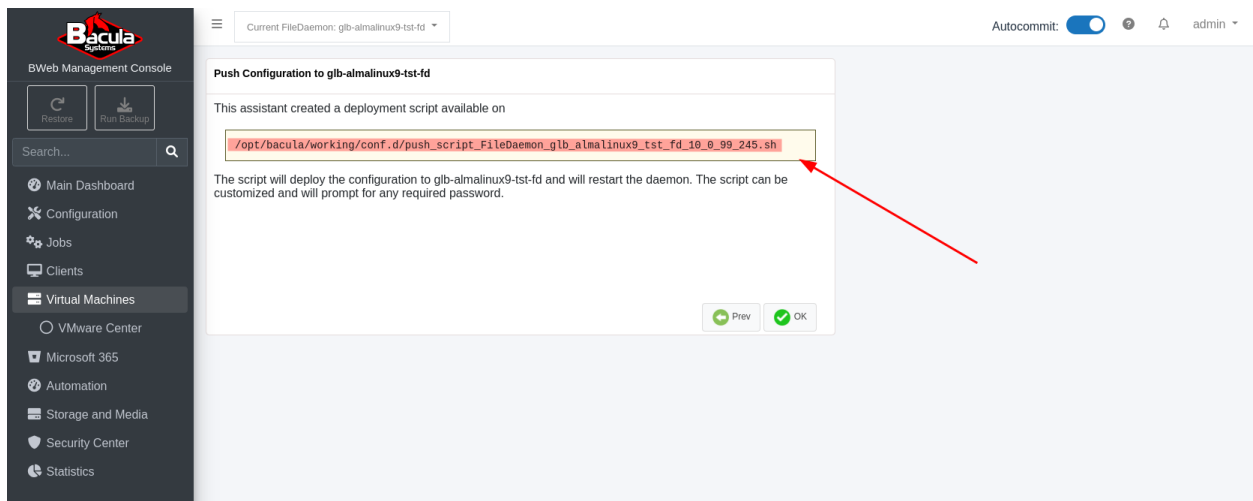 Bacula
Systems
BWeb Management Console
Restore
Run Backup
Search...
Main Dashboard
Configuration
Jobs
Clients
Virtual Machines
VMware Center
Microsoft 365
Automation
Storage and Media
Security Center
Statistics
Current FileDaemon: glb-almalinux9-tst-fd
Autocommit:
admin
Push Configuration to glb-almalinux9-tst-fd
This assistant created a deployment script available on
/opt/bacula/working/conf.d/push_script_FileDaemon_glb_almalinux9_tst_fd_10_0_99_245.sh
The script will deploy the configuration to glb-almalinux9-tst-fd and will restart the daemon. The script can be
customized and will prompt for any required password.
Prev
OK